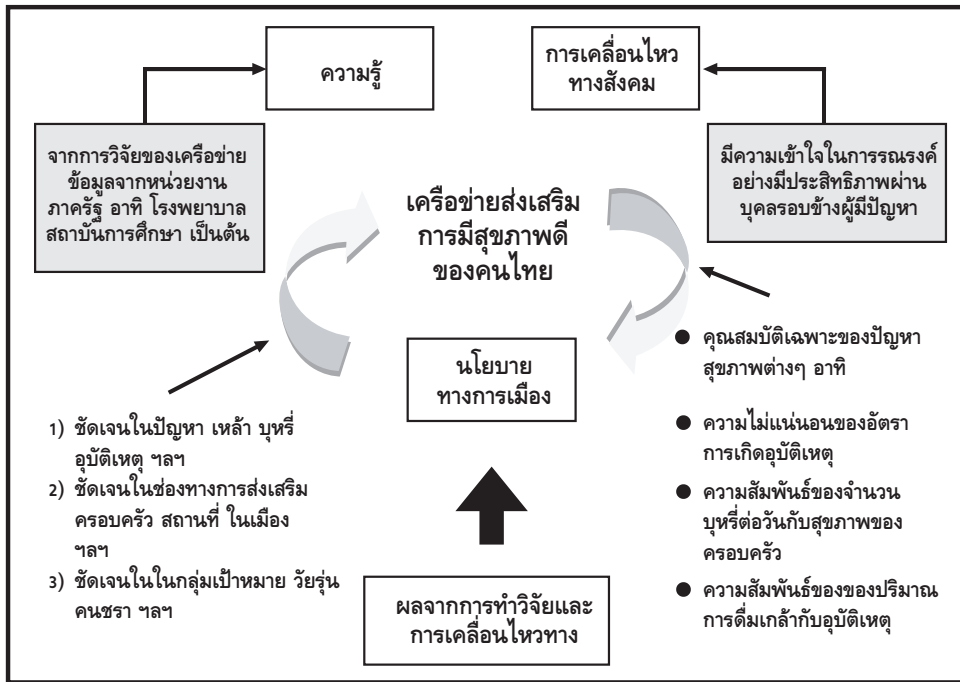 ความรู้
การเคลื่อนไหว
ทางสังคม
จากการวิจัยของเครือข่าย
ข้อมูลจากหน่วยงาน
ภาครัฐ อาทิ โรงพยาบาล
สถาบันการศึกษา เป็นต้น
มีความเข้าใจในการรณรงค์
อย่างมีประสิทธิภาพผ่าน
บุคลรอบข้างผู้มีปัญหา
เครือข่ายส่งเสริม
การมีสุขภาพดี
ของคนไทย
นโยบาย
ทางการเมือง
1) ชัดเจนในปัญหา เหล้า บุหรี่
อุบัติเหตุ ฯลฯ
2) ชัดเจนในช่องทางการส่งเสริม
ครอบครัว สถานที่ ในเมือง
ฯลฯ
3) ชัดเจนในในกลุ่มเป้าหมาย วัยรุ่น
คนชรา ฯลฯ
● คุณสมบัติเฉพาะของปัญหา
สุขภาพต่างๆ อาทิ
● ความไม่แน่นอนของอัตรา
การเกิดอุบัติเหตุ
● ความสัมพันธ์ของจำนวน
บุหรี่ต่อวันกับสุขภาพของ
ครอบครัว
● ความสัมพันธ์ของของปริมาณ
การดื่มเกล้ากับอุบัติเหตุ
ผลจากการทำวิจัยและ
การเคลื่อนไหวทาง